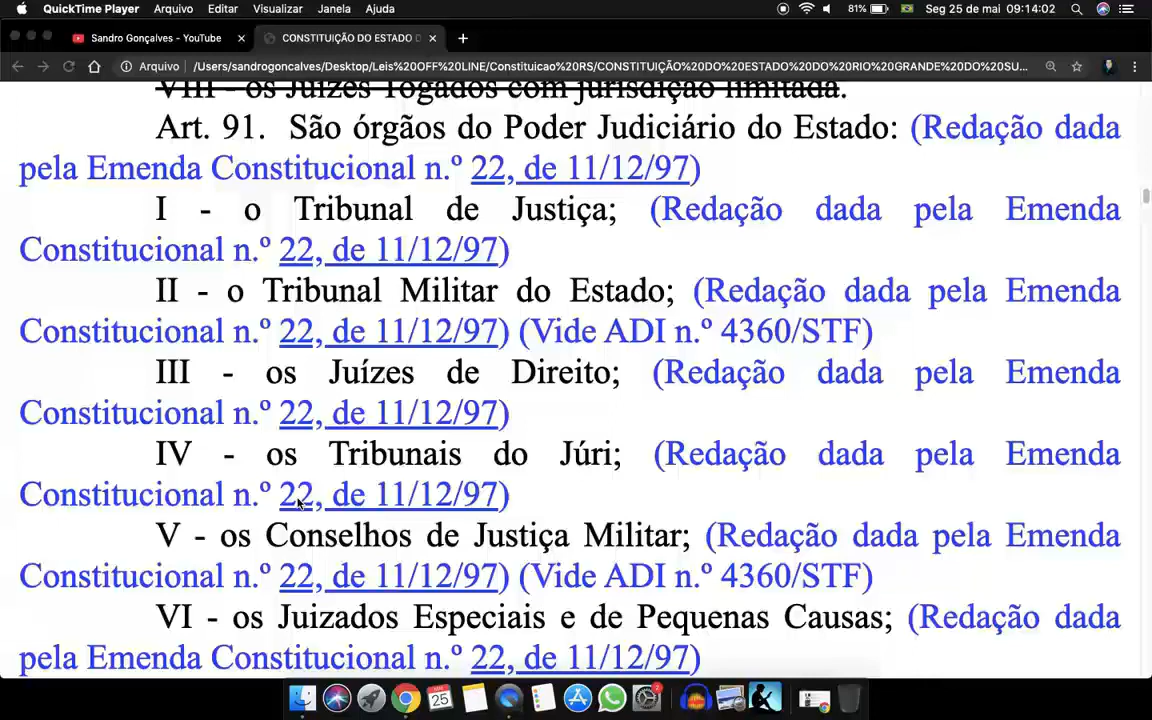 QuickTime Player Arquivo Editar Visualizar Janela Ajuda 81% Seg 25 de mai 09:14:02
Sandro Gonçalves - YouTube CONSTITUIÇÃO DO ESTADO
Arquivo /Users/sandrogoncalves/Desktop/Leis%20OFF%20LINE/Constituicao%20RS/CONSTITUIÇÃO%20DO%20ESTADO%20DO%20RIO%20GRANDE%20DO%20SU...
VIII - os Juízes Togados com jurisdição limitada.
Art. 91. São órgãos do Poder Judiciário do Estado: (Redação dada
pela Emenda Constitucional n.º 22, de 11/12/97)
I - o Tribunal de Justiça; (Redação dada pela Emenda
Constitucional n.º 22, de 11/12/97)
II - o Tribunal Militar do Estado; (Redação dada pela Emenda
Constitucional n.º 22, de 11/12/97) (Vide ADI n.º 4360/STF)
III - os Juízes de Direito; (Redação dada pela Emenda
Constitucional n.º 22, de 11/12/97)
IV - os Tribunais do Júri; (Redação dada pela Emenda
Constitucional n.º 22, de 11/12/97)
V - os Conselhos de Justiça Militar; (Redação dada pela Emenda
Constitucional n.º 22, de 11/12/97) (Vide ADI n.º 4360/STF)
VI - os Juizados Especiais e de Pequenas Causas; (Redação dada
pela Emenda Constitucional n.º 22, de 11/12/97)
25